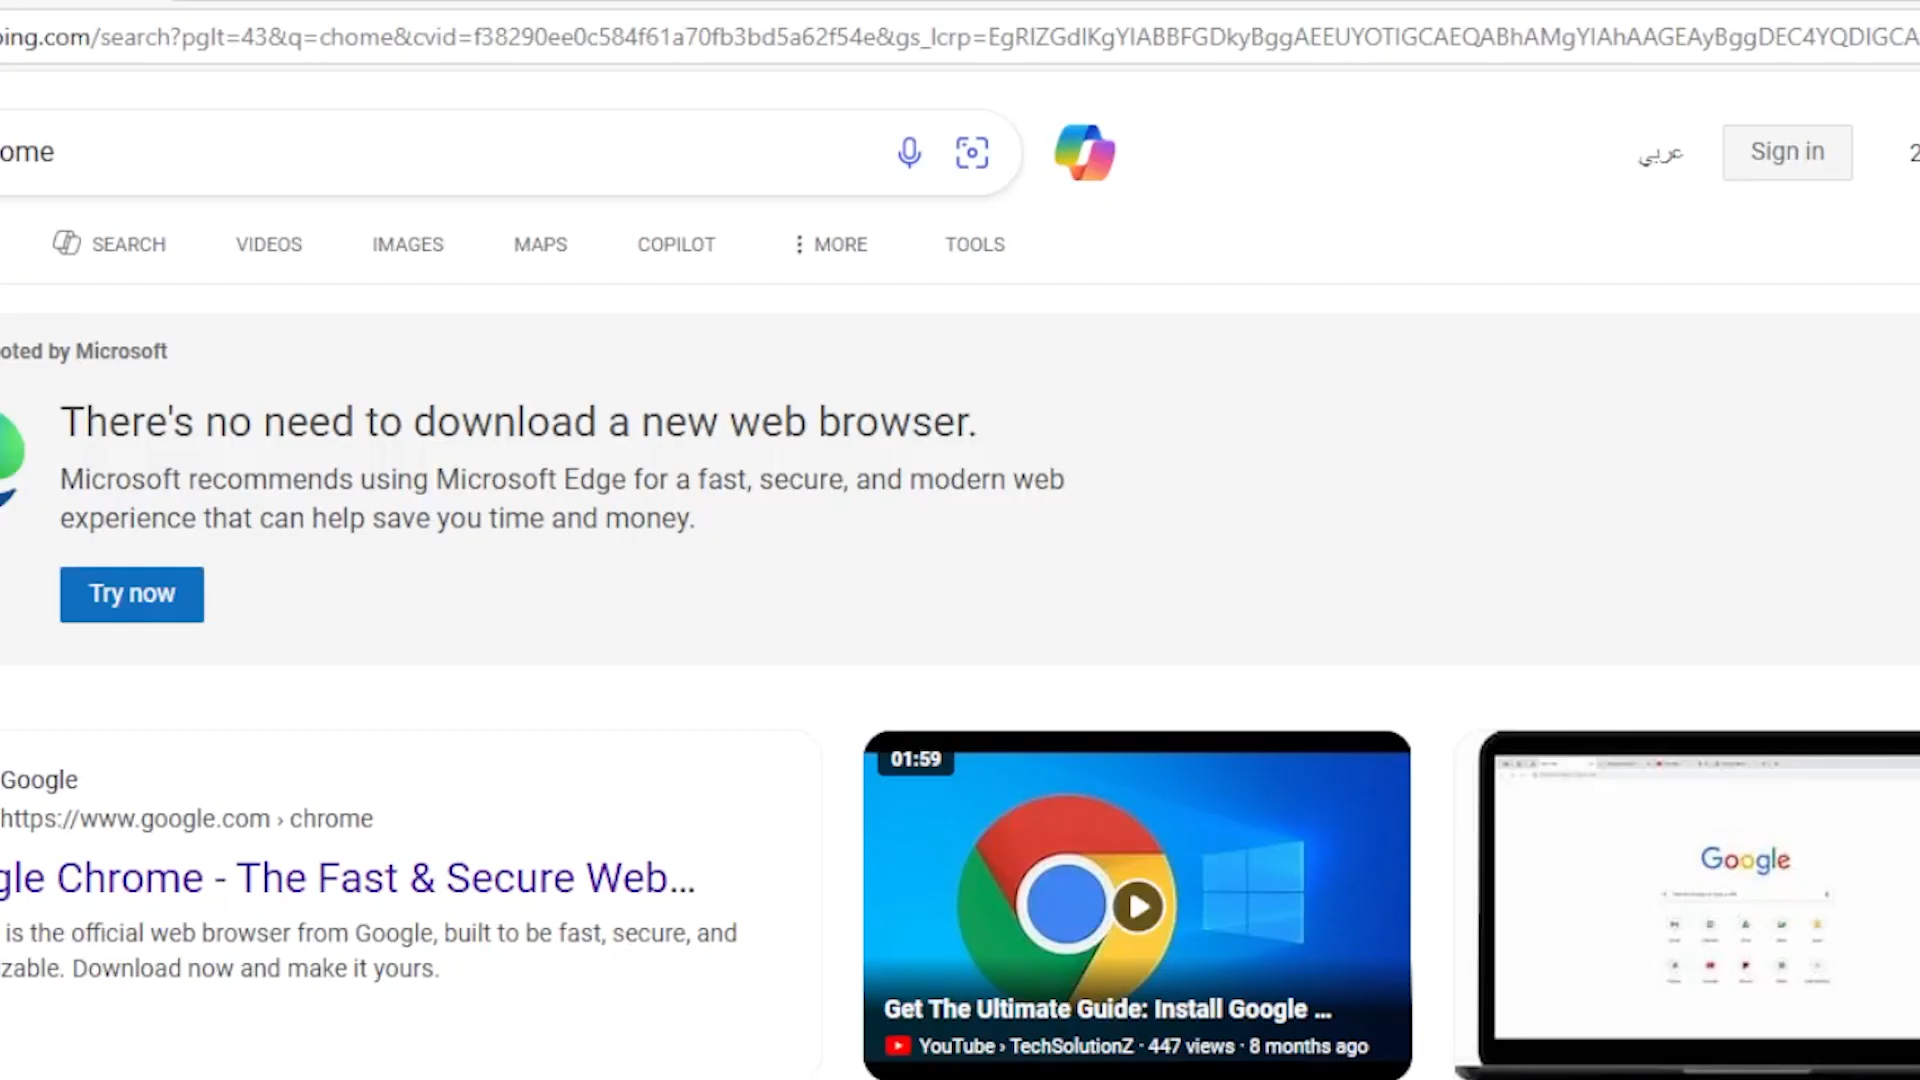 ing.com/search?pglt=43&q=chome&cvid=f38290ee0c584f61a70fb3bd5a62f54e&gs_lcrp=EgRlZGdlKgYIABBFGDkyBggAEEUYOTIGCAEQABhAMgYIAhAAGEAyBggDEC4YQDIGCA
ome
عربي
Sign in
2
SEARCH
VIDEOS
IMAGES
MAPS
COPILOT
MORE
TOOLS
oted by Microsoft
There's no need to download a new web browser.
Microsoft recommends using Microsoft Edge for a fast, secure, and modern web
experience that can help save you time and money.
Try now
Google
https://www.google.com › chrome
gle Chrome - The Fast & Secure Web...
is the official web browser from Google, built to be fast, secure, and
zable. Download now and make it yours.
01:59
Get The Ultimate Guide: Install Google ...
YouTube › TechSolutionZ · 447 views · 8 months ago
Google